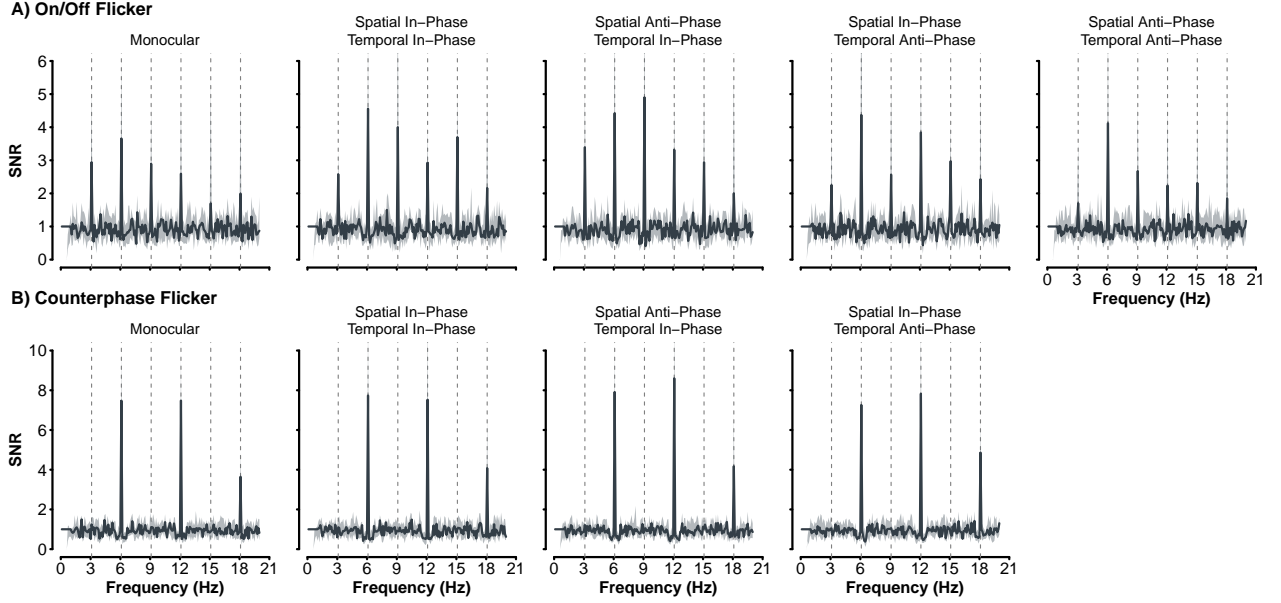 A) On/Off Flicker
Monocular
Spatial In−Phase
Temporal In−Phase
Spatial Anti−Phase
Temporal In−Phase
Spatial In−Phase
Temporal Anti−Phase
Spatial Anti−Phase
Temporal Anti−Phase
SNR
6
5
4
3
2
1
0
0 3 6 9 12 15 18 21
Frequency (Hz)
B) Counterphase Flicker
Monocular
Spatial In−Phase
Temporal In−Phase
Spatial Anti−Phase
Temporal In−Phase
Spatial In−Phase
Temporal Anti−Phase
SNR
10
8
6
4
2
0
0 3 6 9 12 15 18 21
Frequency (Hz)
0 3 6 9 12 15 18 21
Frequency (Hz)
0 3 6 9 12 15 18 21
Frequency (Hz)
0 3 6 9 12 15 18 21
Frequency (Hz)